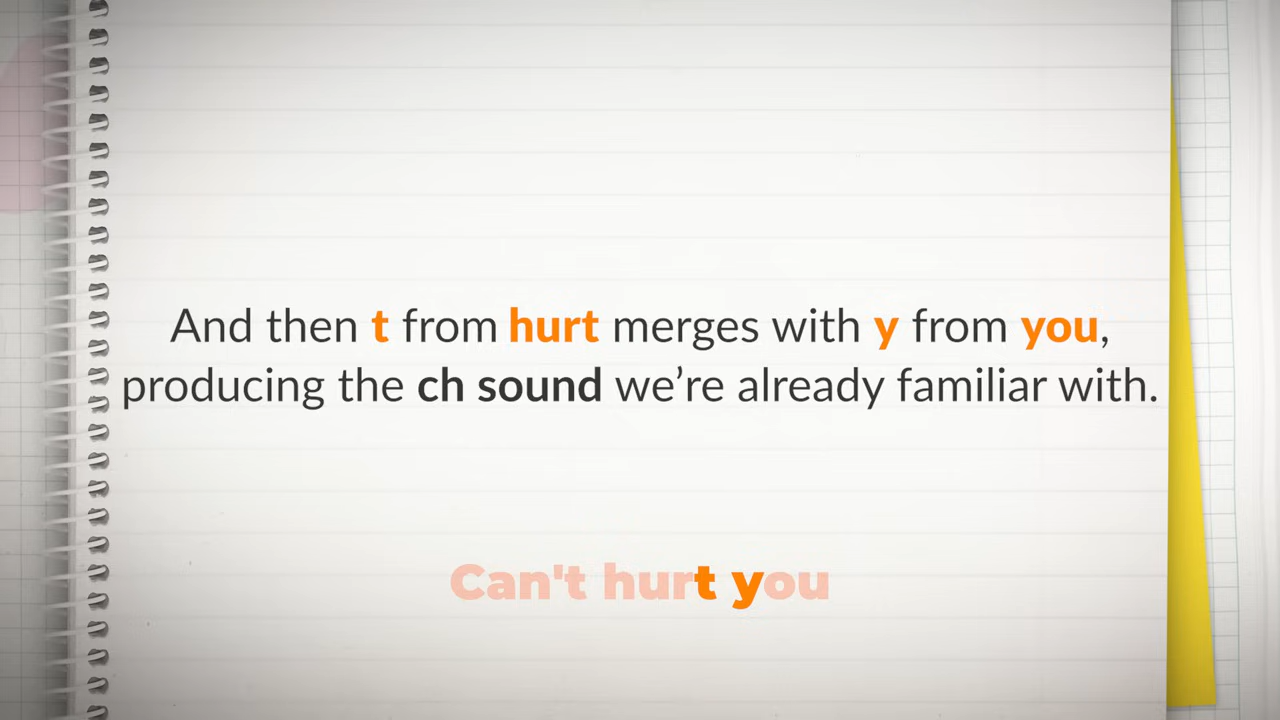 And then t from hurt merges with y from you,
producing the ch sound we’re already familiar with.
Can't hurt you